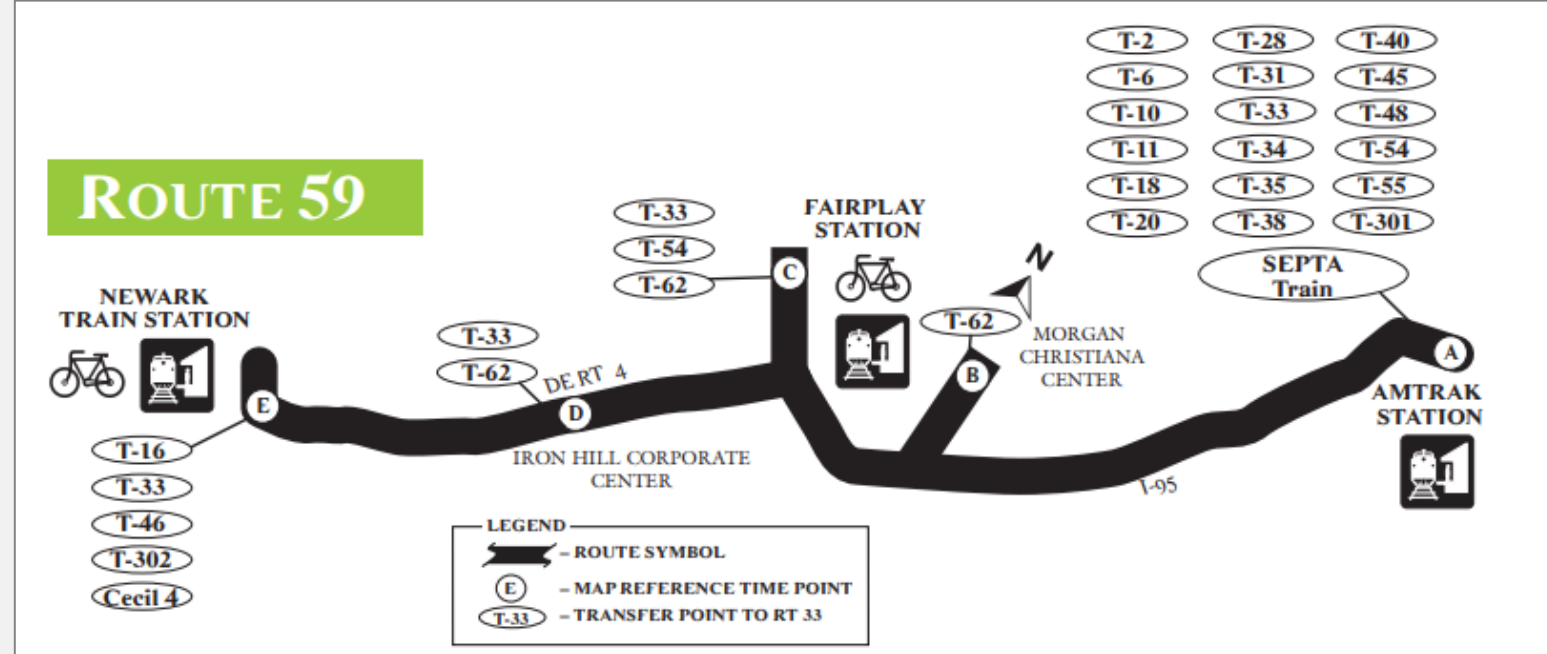 ROUTE 59
T-2 T-28 T-40
T-6 T-31 T-45
T-10 T-33 T-48
T-11 T-34 T-54
T-18 T-35 T-55
T-20 T-38 T-301
SEPTA
Train
A
AMTRAK
STATION
FAIRPLAY
STATION
N
T-33
T-54
T-62
C
T-62
B
MORGAN
CHRISTIANA
CENTER
I-95
NEWARK
TRAIN STATION
T-33
T-62
DE RT 4
D
IRON HILL CORPORATE
CENTER
E
T-16
T-33
T-46
T-302
Cecil 4
LEGEND
– ROUTE SYMBOL
E – MAP REFERENCE TIME POINT
T-33 – TRANSFER POINT TO RT 33